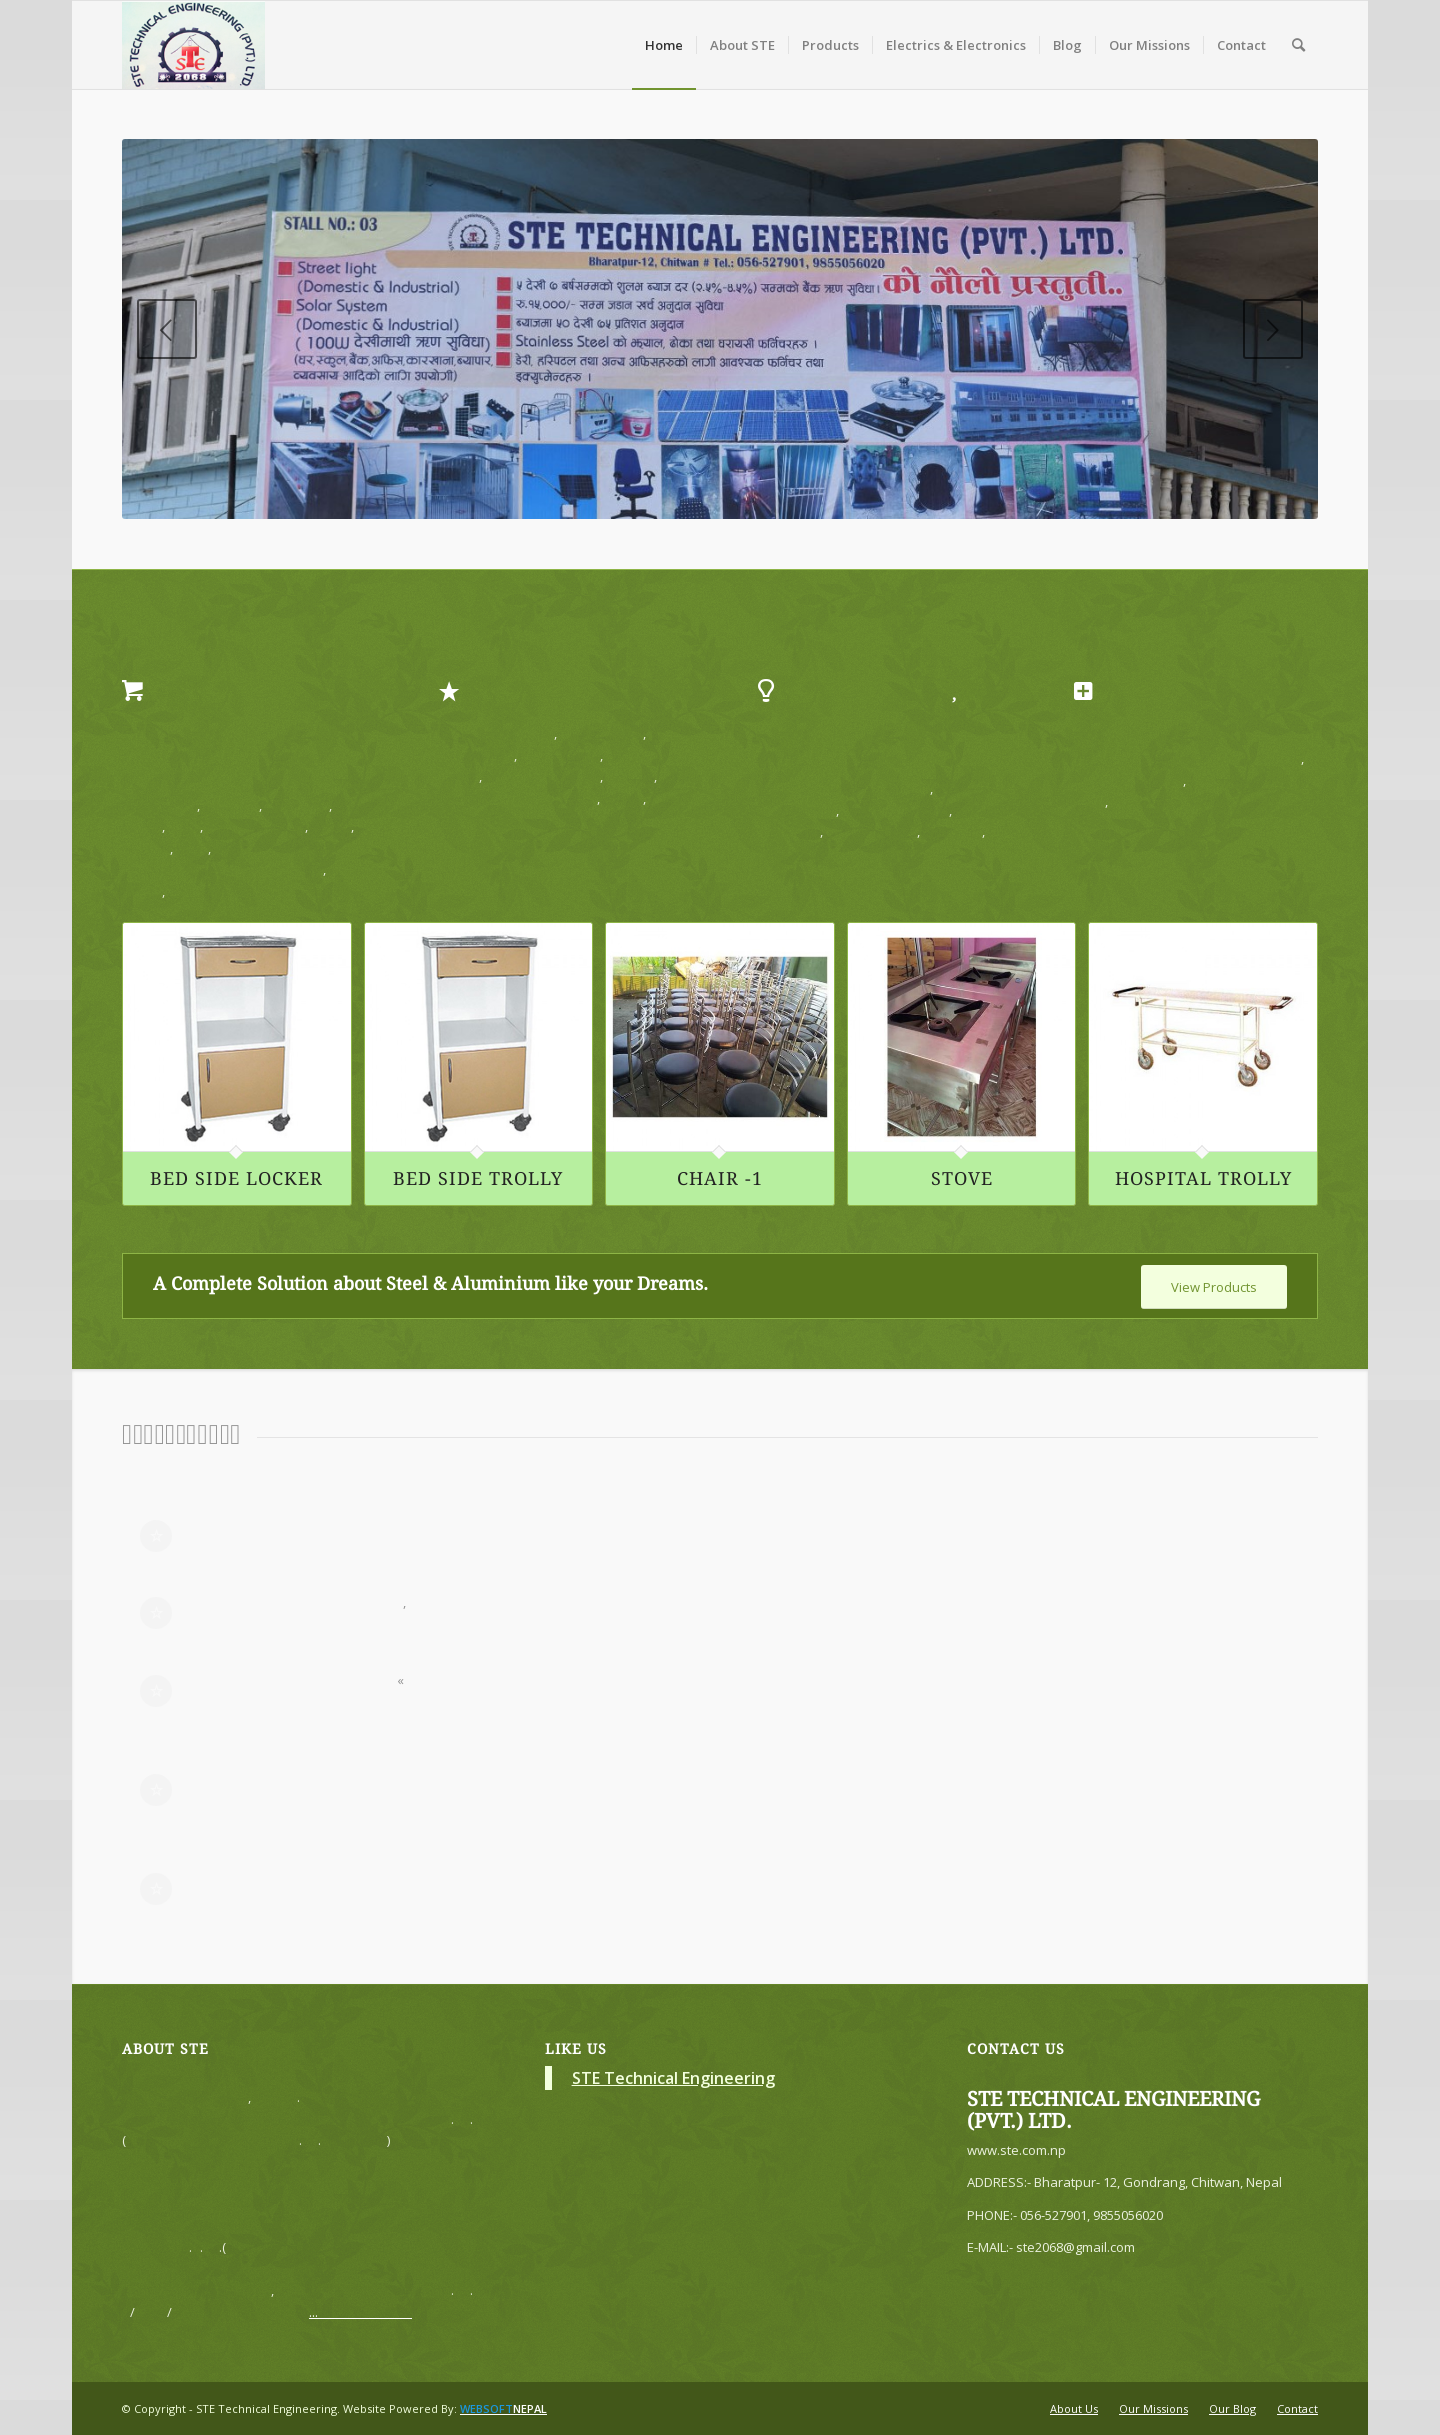 STE TECHNICAL ENGINEERING (PVT.) LTD.
STE
2068
Home
About STE
Products
Electrics & Electronics
Blog
Our Missions
Contact
STALL NO.: 03
STE TECHNICAL ENGINEERING (PVT.) LTD.
Bharatpur-12, Chitwan # Tel.: 056-527901, 9855056020
को नौलो प्रस्तुती..
Street light
(Domestic & Industrial)
Solar System
(Domestic & Industrial)
( 100W देखीमाथी ऋण सुविधा
( घरायसी, स्कूल, बैंक, अफिस, कारखाना, ब्यापार,
व्यवसाय आदिको लागि उपयोगी)
५ देखी ७ बर्षसम्मको शुलभ ब्याज दर (२.५%-४.५%) सम्मको बैंक ऋण सुविधा।
रु.१५,०००/- सम्म जडान खर्च अनुदान सुविधा
ब्याजमा ५० देखी ७५ प्रतिशत अनुदान
Stainless Steel का झ्याल, ढोका तथा घरायसी फर्निचरहरु ।
डेरी, हस्पिटल तथा अन्य अफिसहरुको लागी आवश्यक फर्निचर तथा
इक्युपमेन्टहरु ।
BED SIDE LOCKER
BED SIDE TROLLY
CHAIR -1
STOVE
HOSPITAL TROLLY
A Complete Solution about Steel & Aluminium like your Dreams.
View Products
ABOUT STE
LIKE US
STE Technical Engineering
CONTACT US
STE TECHNICAL ENGINEERING
(PVT.) LTD.
www.ste.com.np
ADDRESS:- Bharatpur- 12, Gondrang, Chitwan, Nepal
PHONE:- 056-527901, 9855056020
E-MAIL:- ste2068@gmail.com
© Copyright - STE Technical Engineering. Website Powered By: WEBSOFTNEPAL
About Us
Our Missions
Our Blog
Contact